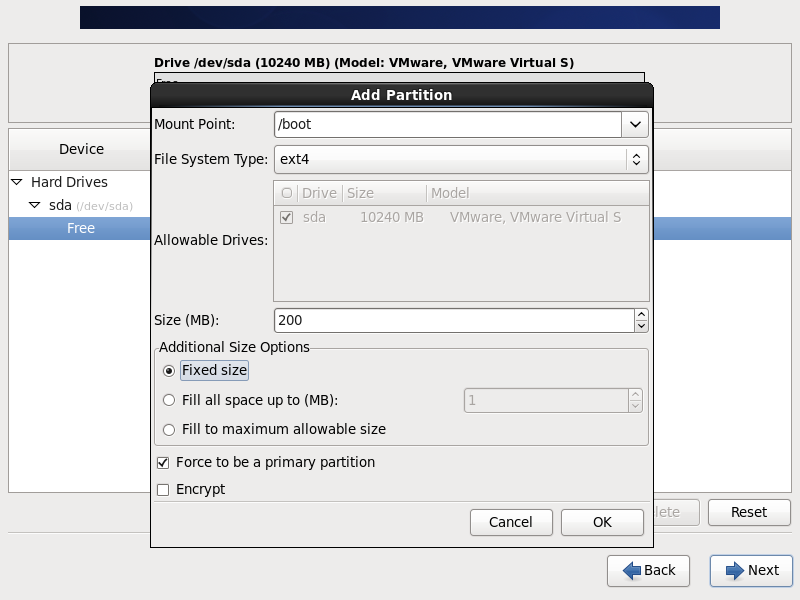 Drive /dev/sda (10240 MB) (Model: VMware, VMware Virtual S)
Free
Add Partition
Mount Point: /boot
File System Type: ext4
Device
Drive Size Model
Hard Drives
sda (/dev/sda)
sda 10240 MB VMware, VMware Virtual S
Free
Allowable Drives:
Size (MB): 200
Additional Size Options
Fixed size
Fill all space up to (MB): 1
Fill to maximum allowable size
Force to be a primary partition
Encrypt
Cancel OK
Reset
Back Next